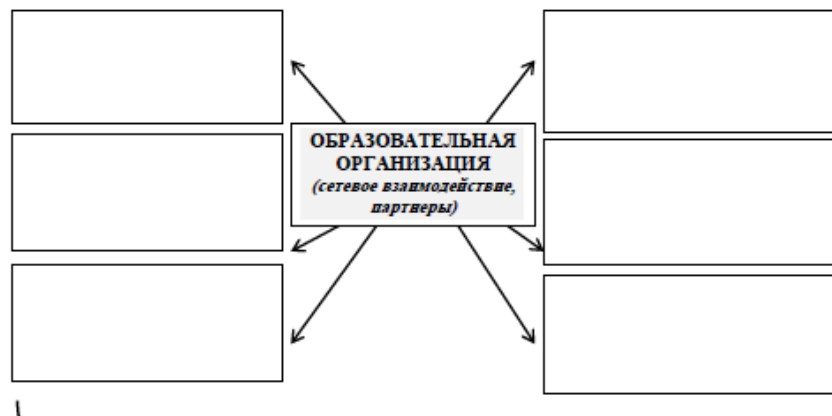 ОБРАЗОВАТЕЛЬНАЯ
ОРГАНИЗАЦИЯ
(сетевое взаимодействие,
партнеры)